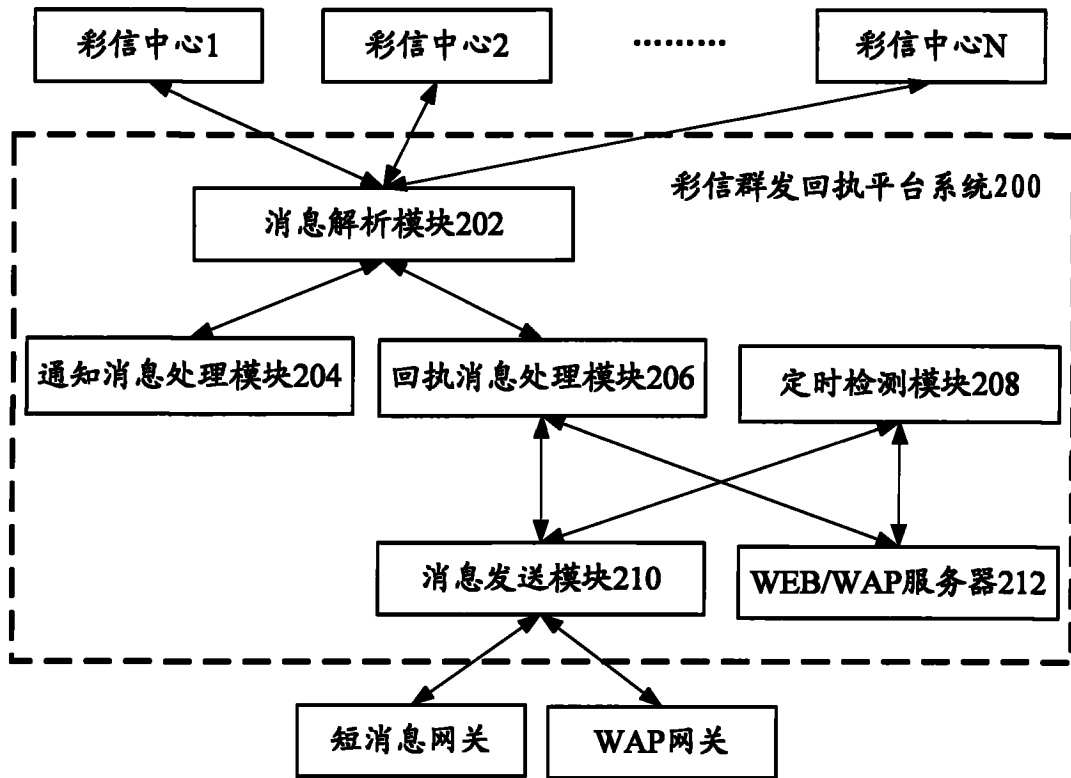 彩信中心1
彩信中心2
.........
彩信中心N
彩信群发回执平台系统200
消息解析模块202
通知消息处理模块204
回执消息处理模块206
定时检测模块208
消息发送模块210
WEB/WAP服务器212
短消息网关
WAP网关